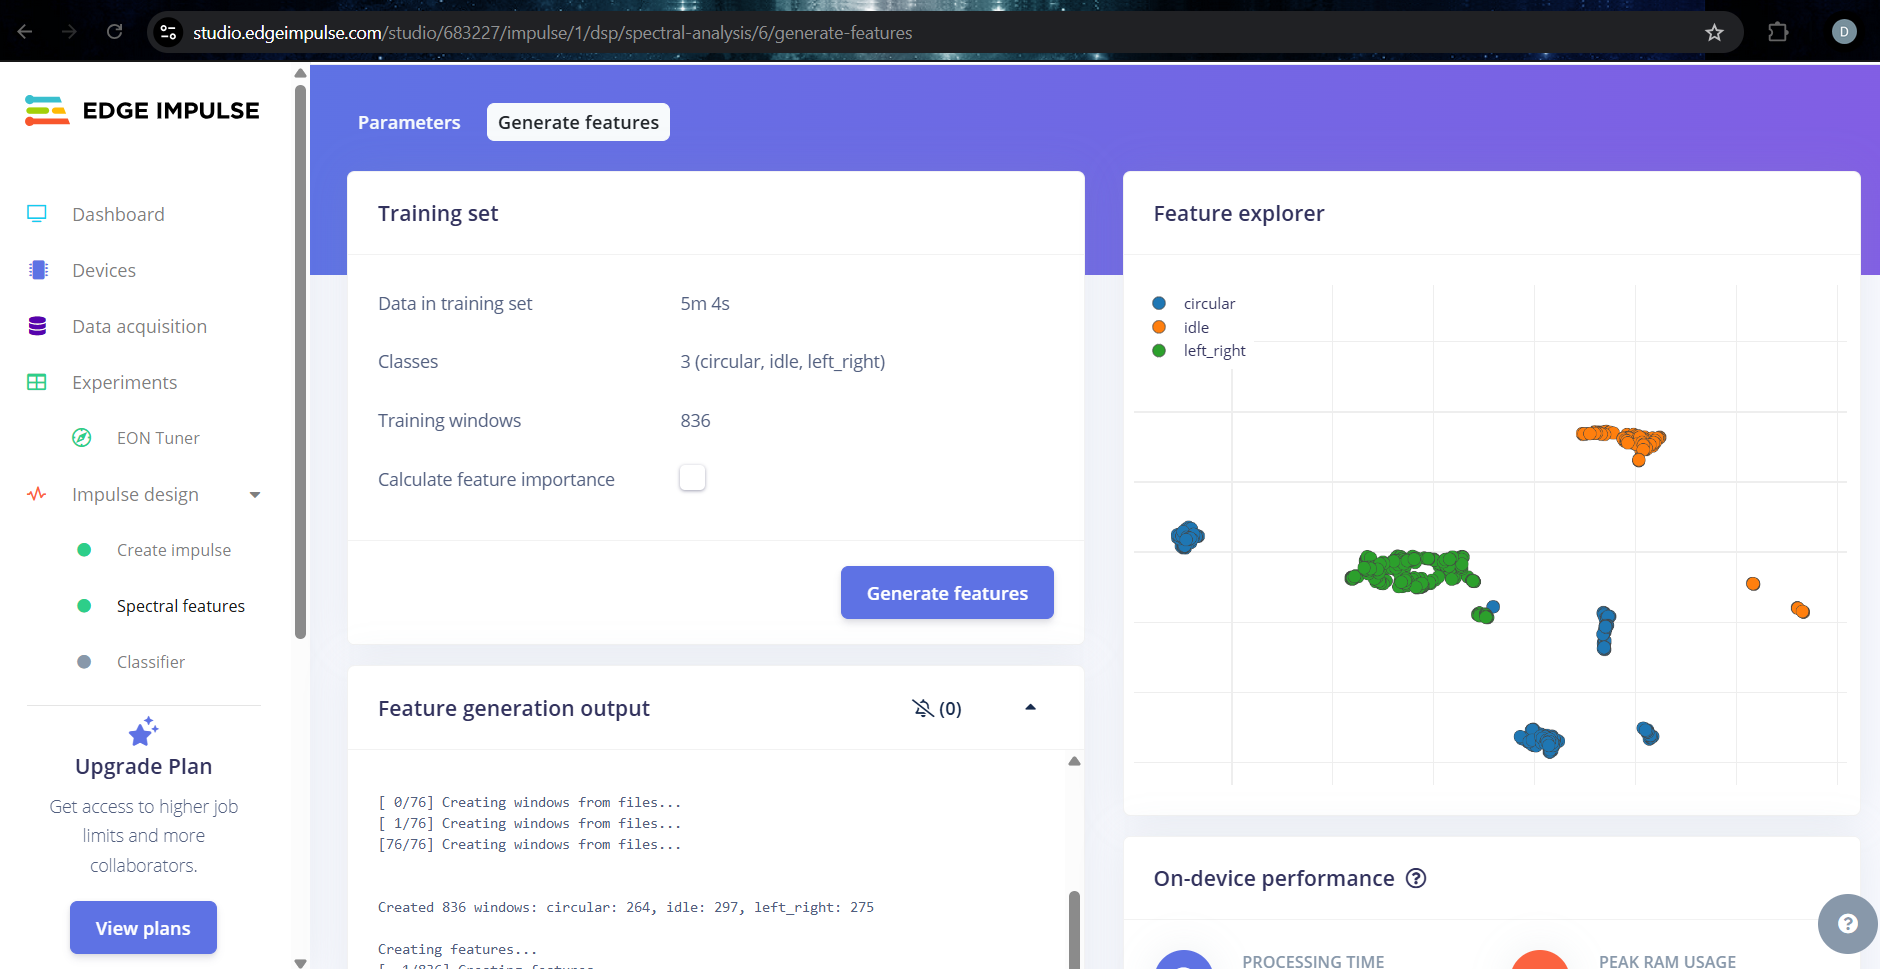 studio.edgeimpulse.com/studio/683227/impulse/1/dsp/spectral-analysis/6/generate-features
D
EDGE IMPULSE
Dashboard
Devices
Data acquisition
Experiments
EON Tuner
Impulse design
Create impulse
Spectral features
Classifier
Upgrade Plan
Get access to higher job
limits and more
collaborators.
View plans
Parameters
Generate features
Training set
Data in training set
5m 4s
Classes
3 (circular, idle, left_right)
Training windows
836
Calculate feature importance
Generate features
Feature generation output
(0)
[ 0/76] Creating windows from files...
[ 1/76] Creating windows from files...
[76/76] Creating windows from files...
Created 836 windows: circular: 264, idle: 297, left_right: 275
Creating features...
[ 1/836] Creating features...
Feature explorer
circular
idle
left_right
On-device performance
?
PROCESSING TIME
PEAK RAM USAGE
?